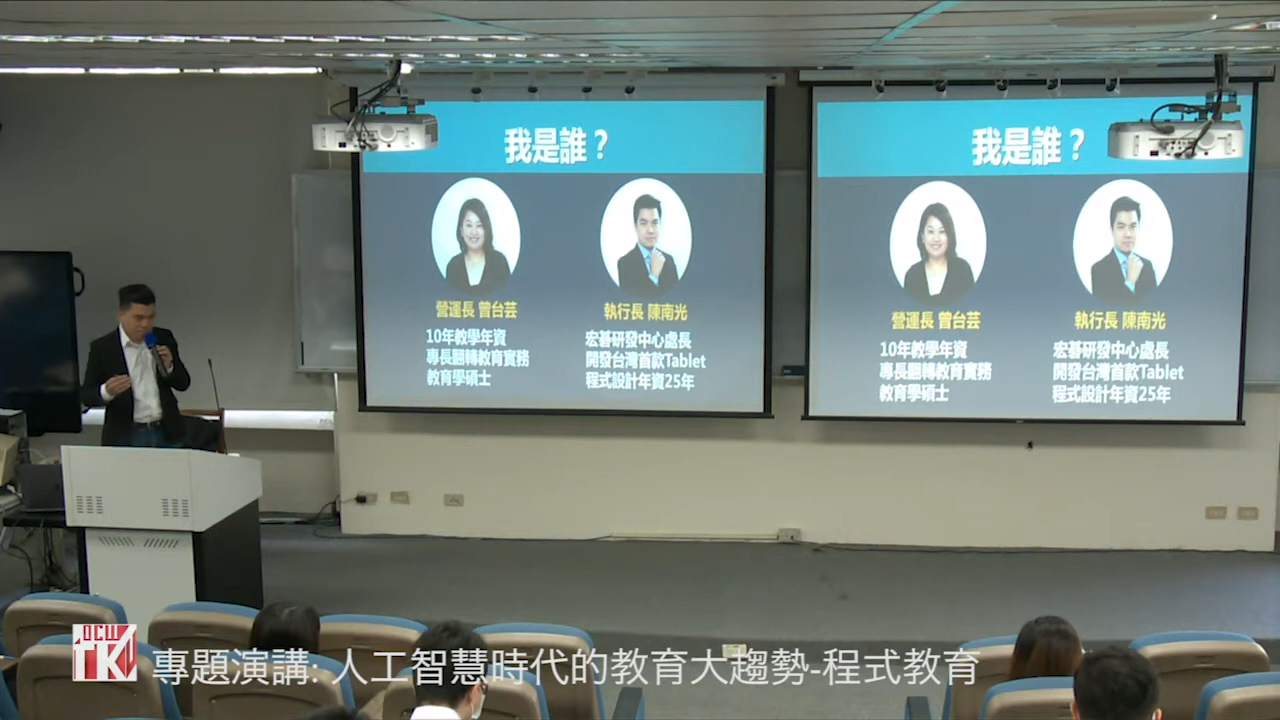 我是誰？
營運長 曾台芸
10年教學年資
專長翻轉教育實務
教育學碩士
執行長 陳南光
宏碁研發中心處長
開發台灣首款Tablet
程式設計年資25年
我是誰？
營運長 曾台芸
10年教學年資
專長翻轉教育實務
教育學碩士
執行長 陳南光
宏碁研發中心處長
開發台灣首款Tablet
程式設計年資25年
OCW
TK
專題演講: 人工智慧時代的教育大趨勢-程式教育